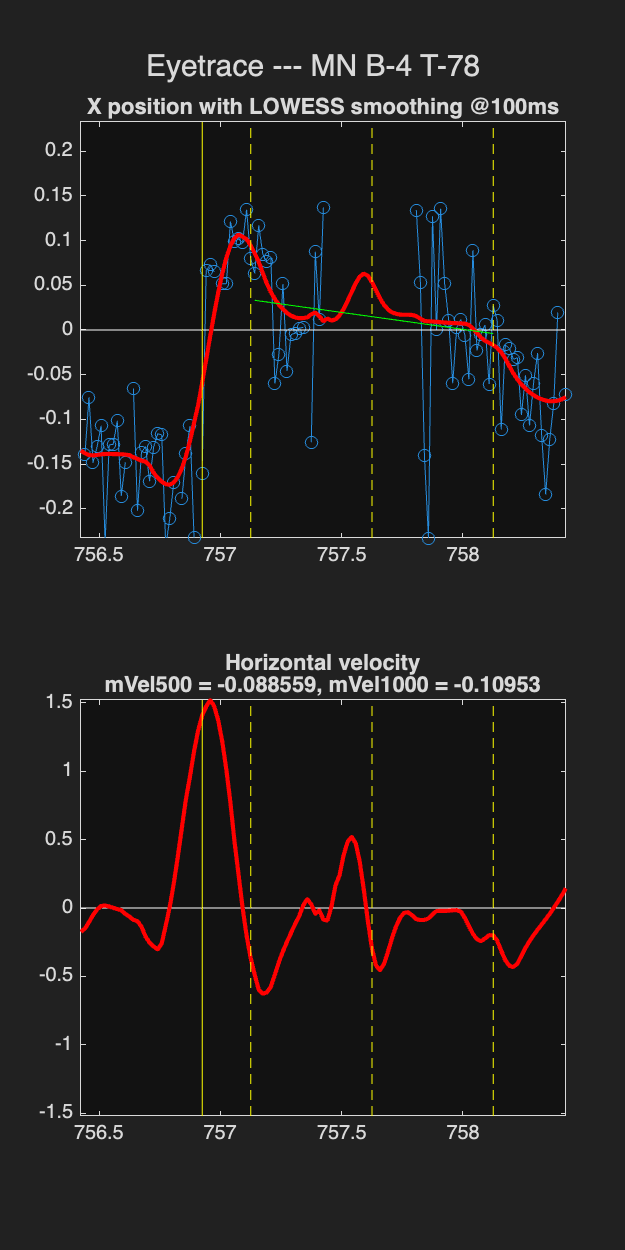 Eyetrace --- MN B-4 T-78
X position with LOWESS smoothing @100ms
0.2
0.15
0.1
0.05
0
-0.05
-0.1
-0.15
-0.2
756.5 757 757.5 758
Horizontal velocity
mVel500 = -0.088559, mVel1000 = -0.10953
1.5
1
0.5
0
-0.5
-1
-1.5
756.5 757 757.5 758